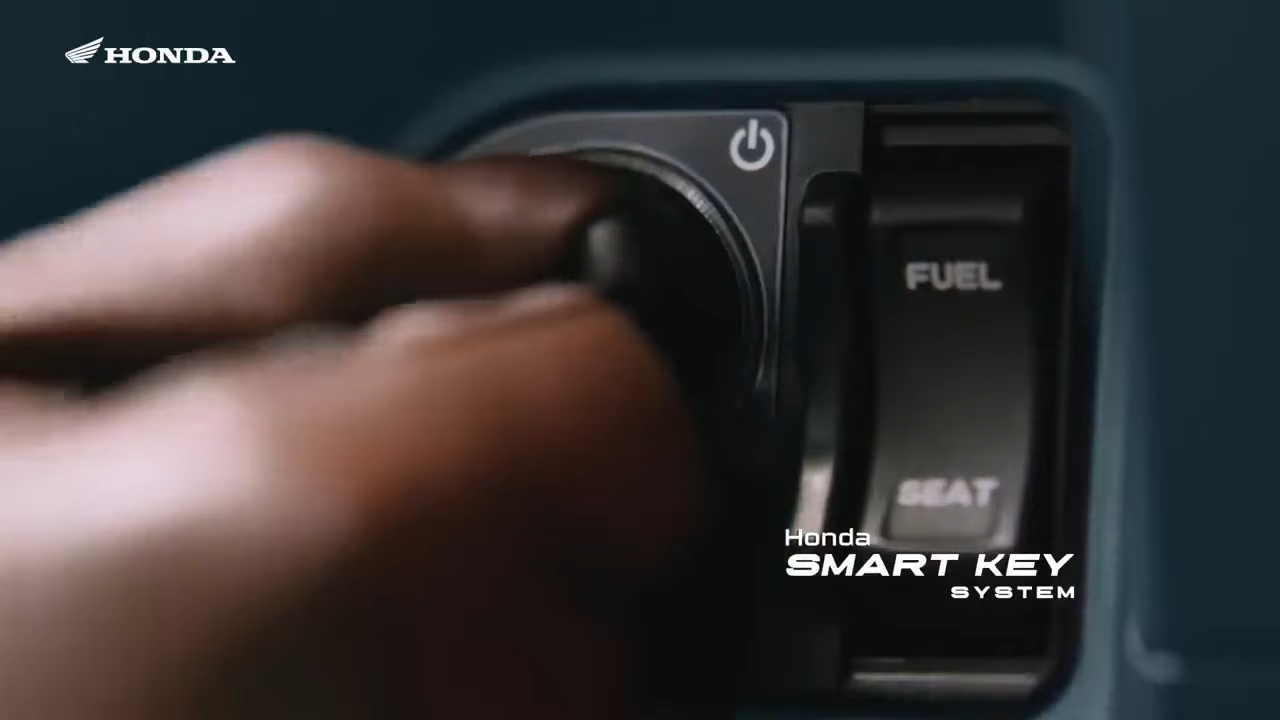 HONDA
FUEL
SEAT
Honda
SMART KEY
SYSTEM